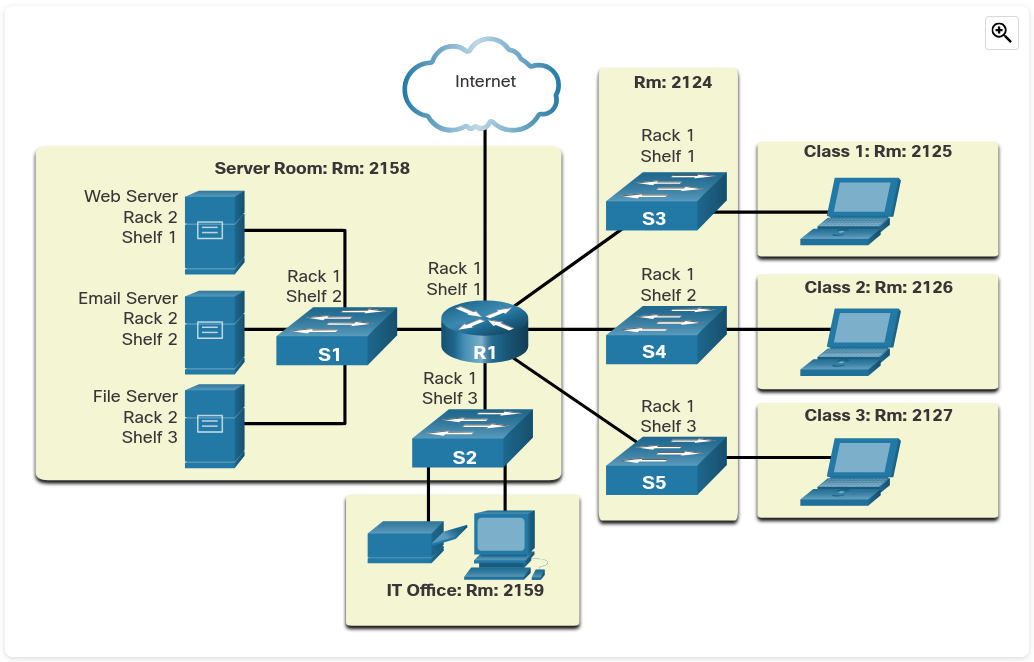 Internet
Server Room: Rm: 2158
Web Server
Rack 2
Shelf 1
Email Server
Rack 2
Shelf 2
File Server
Rack 2
Shelf 3
Rack 1
Shelf 2
S1
Rack 1
Shelf 1
R1
Rack 1
Shelf 3
S2
IT Office: Rm: 2159
Rm: 2124
Rack 1
Shelf 1
S3
Rack 1
Shelf 2
S4
Rack 1
Shelf 3
S5
Class 1: Rm: 2125
Class 2: Rm: 2126
Class 3: Rm: 2127